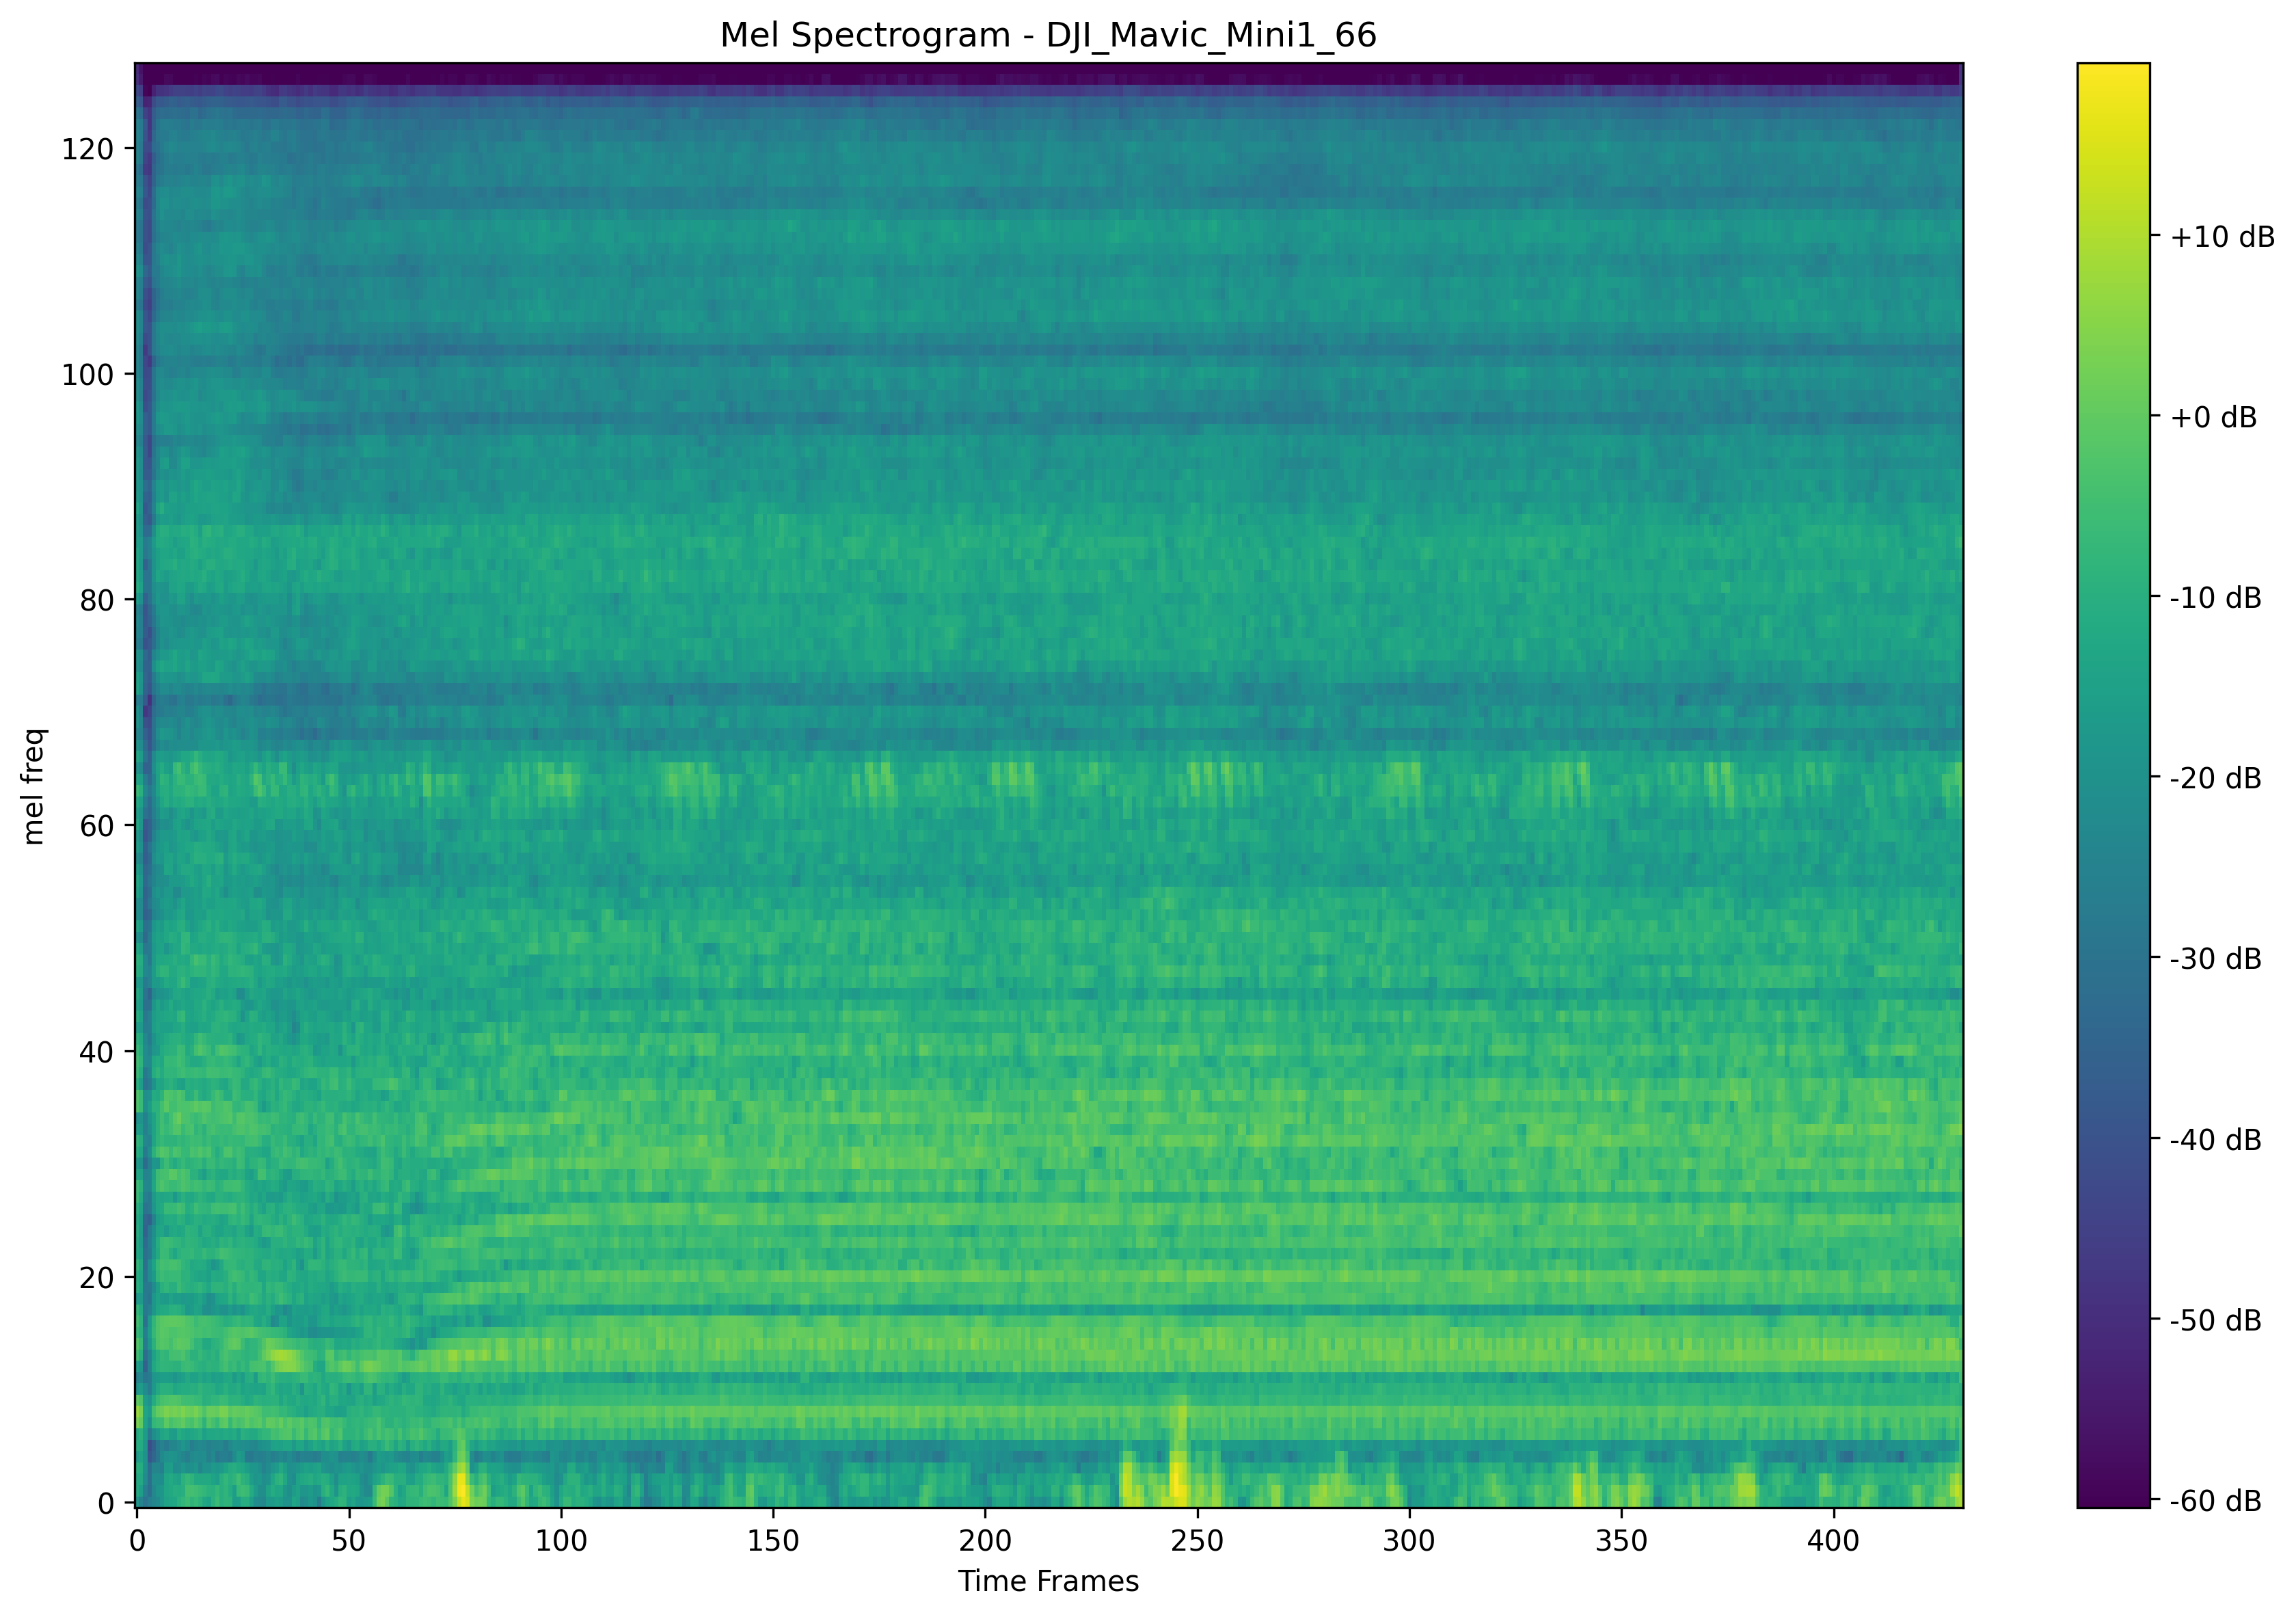 Mel Spectrogram - DJI_Mavic_Mini1_66
mel freq
120
100
80
60
40
20
0
0 50 100 150 200 250 300 350 400
Time Frames
+10 dB
+0 dB
-10 dB
-20 dB
-30 dB
-40 dB
-50 dB
-60 dB